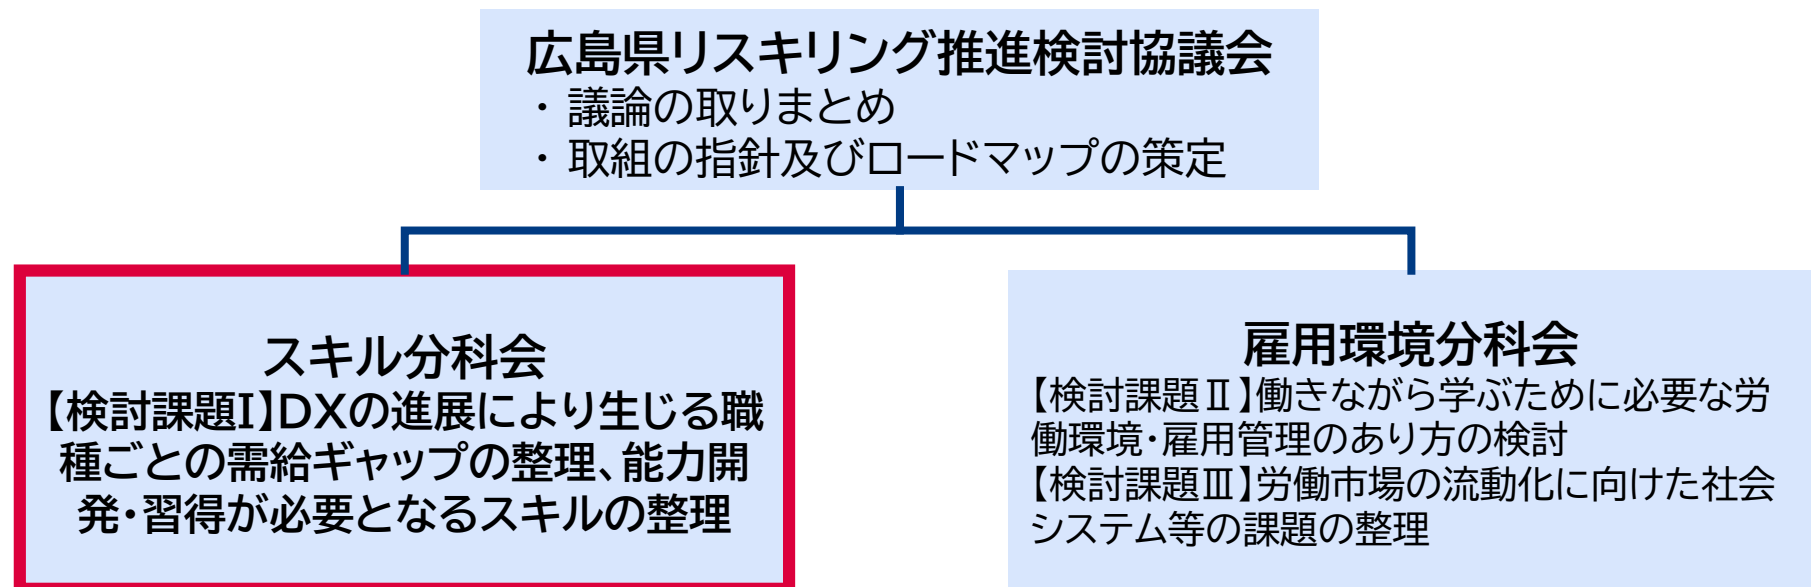 広島県リスキリング推進検討協議会
・ 議論の取りまとめ
・ 取組の指針及びロードマップの策定
スキル分科会
【検討課題Ⅰ】DXの進展により生じる職
種ごとの需給ギャップの整理、能力開
発・習得が必要となるスキルの整理
雇用環境分科会
【検討課題Ⅱ】働きながら学ぶために必要な労
働環境・雇用管理のあり方の検討
【検討課題Ⅲ】労働市場の流動化に向けた社会
システム等の課題の整理